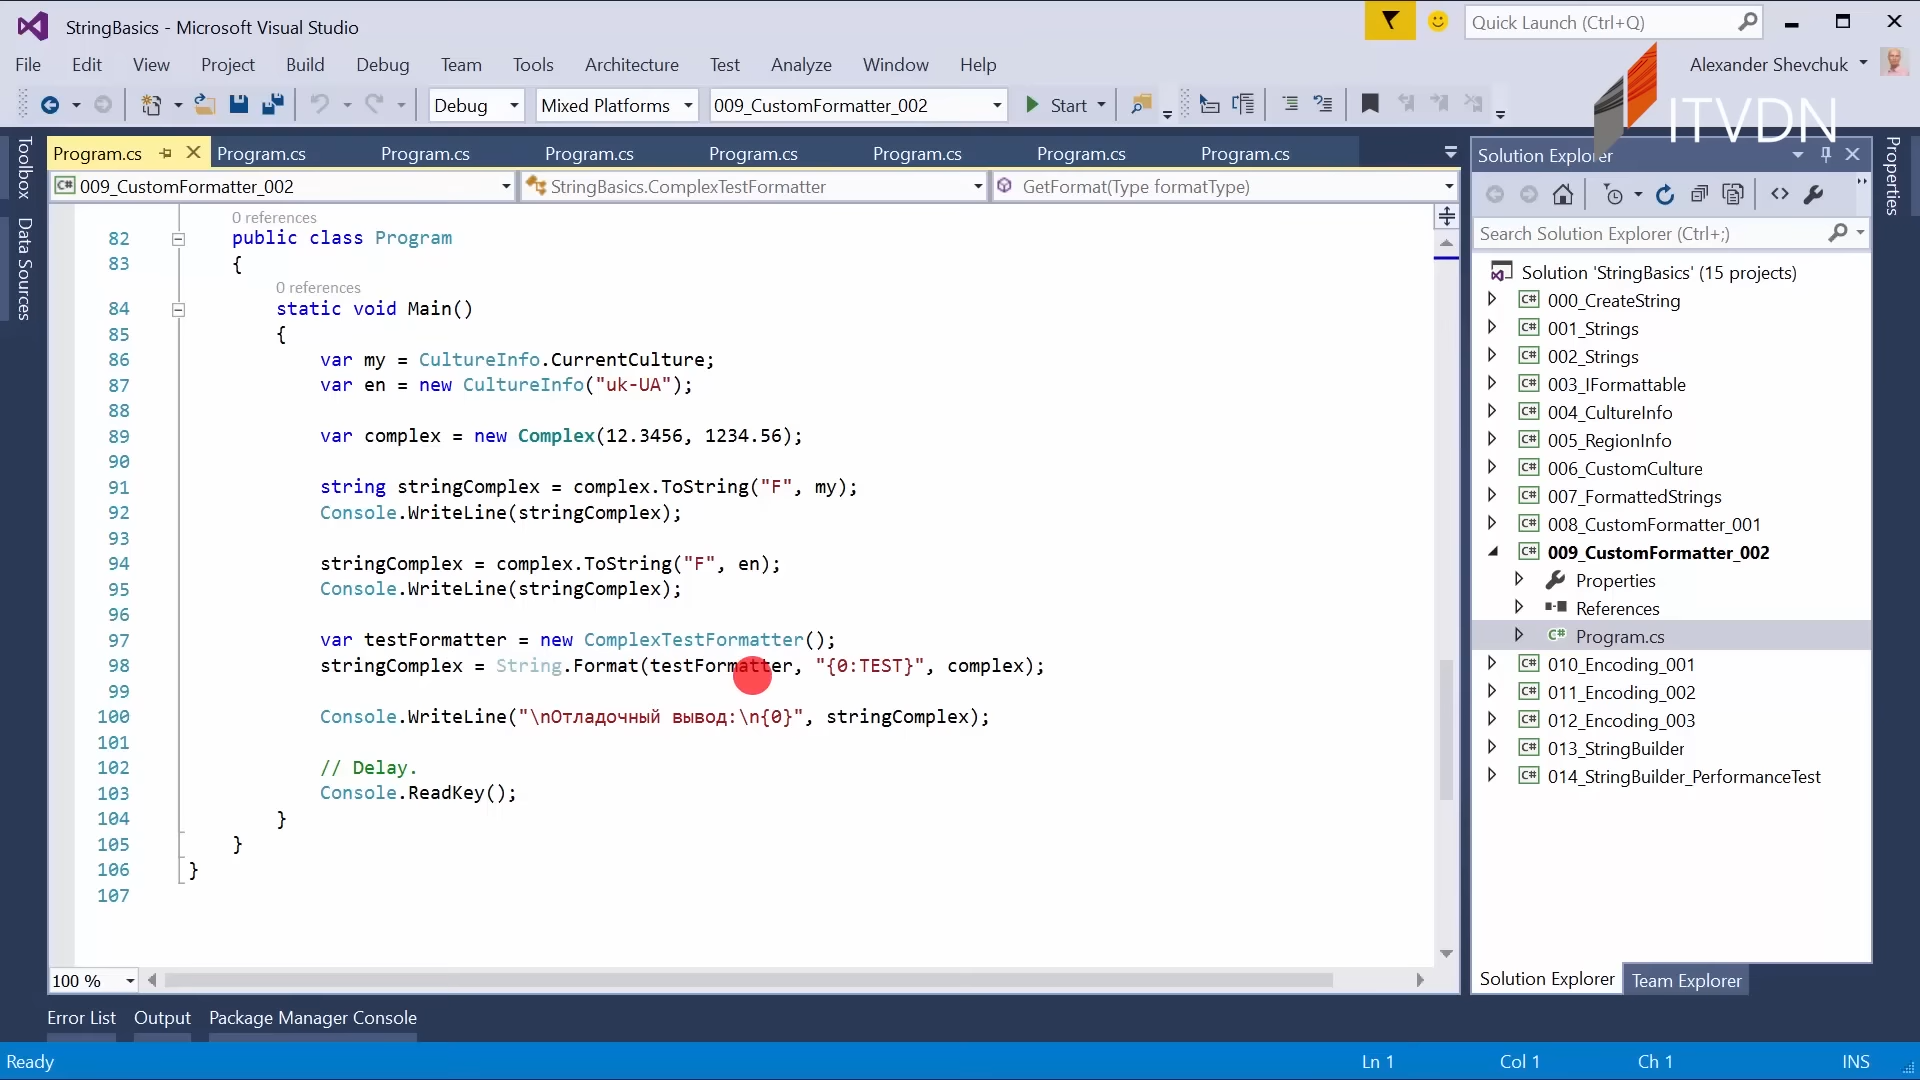 StringBasics - Microsoft Visual Studio
Quick Launch (Ctrl+Q)
File Edit View Project Build Debug Team Tools Architecture Test Analyze Window Help
Alexander Shevchuk
Debug Mixed Platforms 009_CustomFormatter_002 Start
ITVDN
Toolbox
Data Sources
Program.cs Program.cs Program.cs Program.cs Program.cs Program.cs Program.cs Program.cs
009_CustomFormatter_002 StringBasics.ComplexTestFormatter GetFormat(Type formatType)
0 references
82 public class Program
83 {
0 references
84 static void Main()
85 {
86 var my = CultureInfo.CurrentCulture;
87 var en = new CultureInfo("uk-UA");
88
89 var complex = new Complex(12.3456, 1234.56);
90
91 string stringComplex = complex.ToString("F", my);
92 Console.WriteLine(stringComplex);
93
94 stringComplex = complex.ToString("F", en);
95 Console.WriteLine(stringComplex);
96
97 var testFormatter = new ComplexTestFormatter();
98 stringComplex = String.Format(testFormatter, "{0:TEST}", complex);
99
100 Console.WriteLine("\nОтладочный вывод:\n{0}", stringComplex);
101
102 // Delay.
103 Console.ReadKey();
104 }
105 }
106 }
107
100 %
Solution Explorer
Search Solution Explorer (Ctrl+;)
Solution 'StringBasics' (15 projects)
C# 000_CreateString
C# 001_Strings
C# 002_Strings
C# 003_IFormattable
C# 004_CultureInfo
C# 005_RegionInfo
C# 006_CustomCulture
C# 007_FormattedStrings
C# 008_CustomFormatter_001
C# 009_CustomFormatter_002
Properties
References
C# Program.cs
C# 010_Encoding_001
C# 011_Encoding_002
C# 012_Encoding_003
C# 013_StringBuilder
C# 014_StringBuilder_PerformanceTest
Solution Explorer Team Explorer
Properties
Error List Output Package Manager Console
Ready Ln 1 Col 1 Ch 1 INS